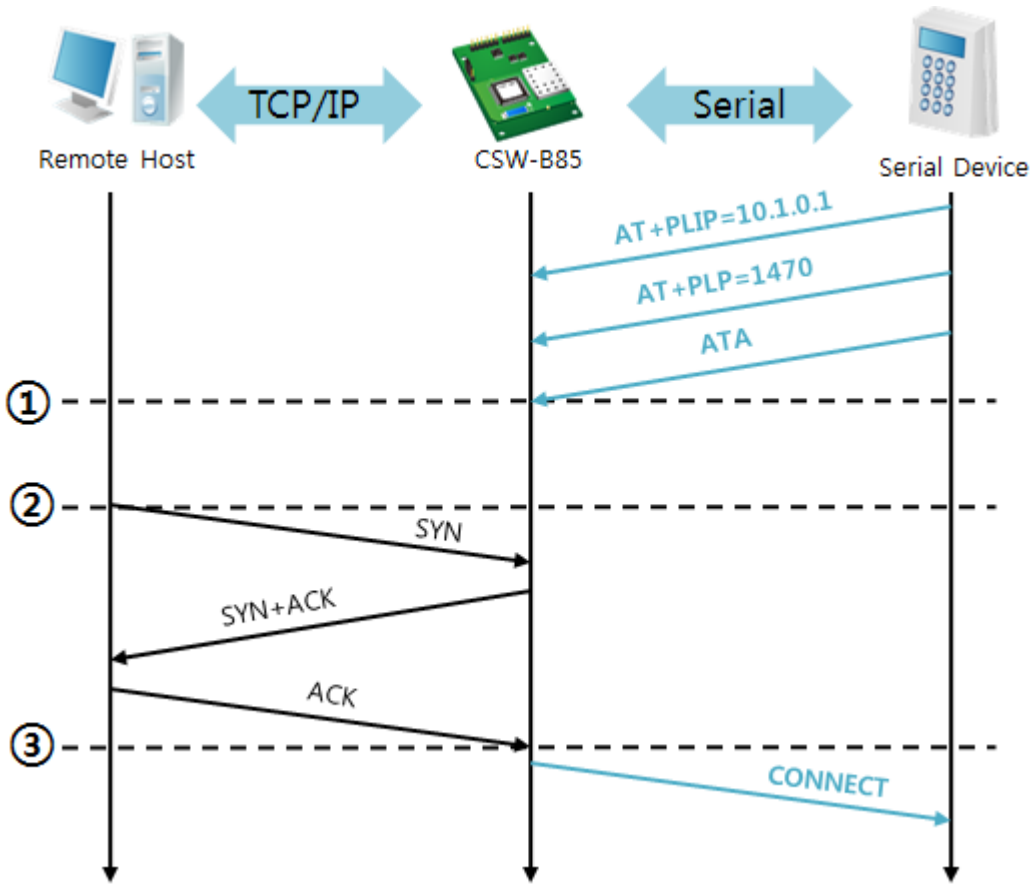 TCP/IP
Serial
Remote Host
CSW-B85
Serial Device
AT+PLIP=10.1.0.1
AT+PLP=1470
ATA
①
②
SYN
SYN+ACK
ACK
③
CONNECT